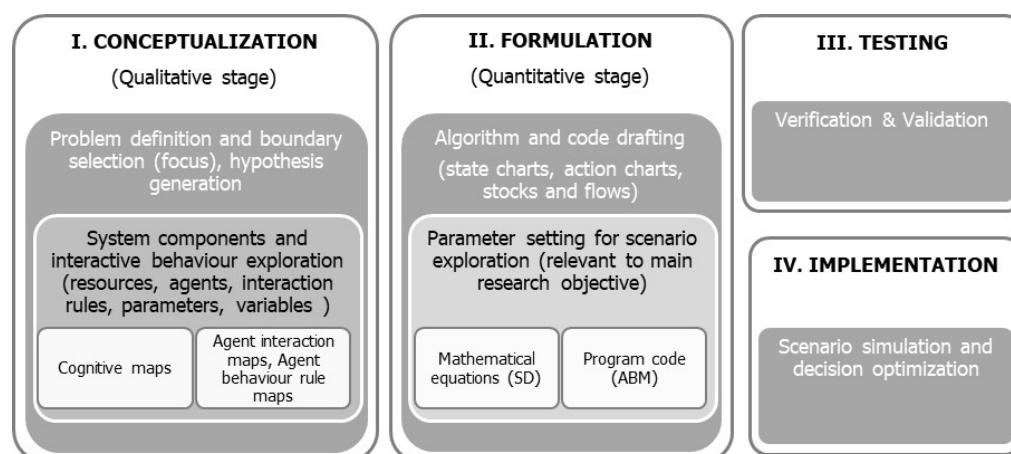 I. CONCEPTUALIZATION
(Qualitative stage)
Problem definition and boundary
selection (focus), hypothesis
generation
System components and
interactive behaviour exploration
(resources, agents, interaction
rules, parameters, variables )
Cognitive maps
Agent interaction
maps, Agent
behaviour rule
maps
II. FORMULATION
(Quantitative stage)
Algorithm and code drafting
(state charts, action charts,
stocks and flows)
Parameter setting for scenario
exploration (relevant to main
research objective)
Mathematical
equations (SD)
Program code
(ABM)
III. TESTING
Verification & Validation
IV. IMPLEMENTATION
Scenario simulation and
decision optimization